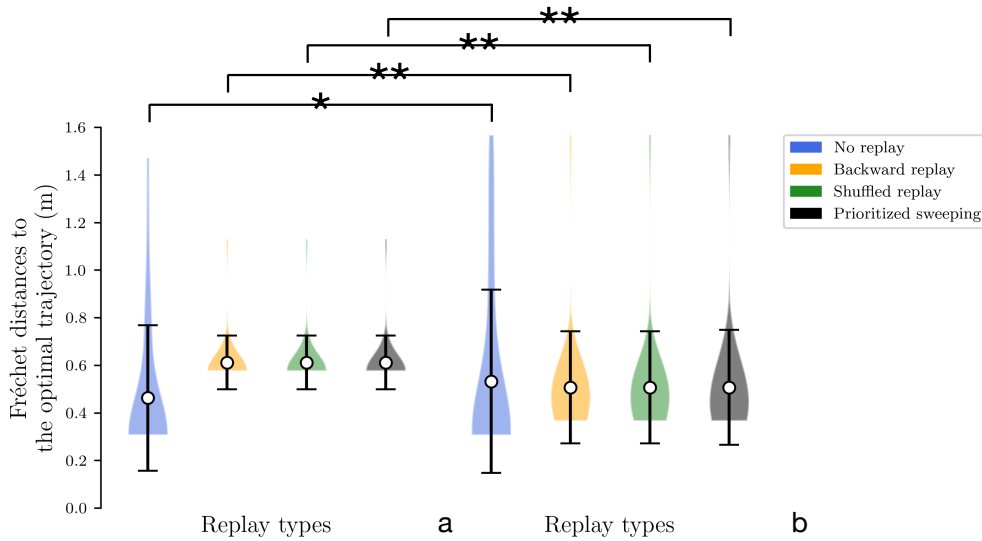 **
**
**
*
1.6
1.4
1.2
1.0
0.8
0.6
0.4
0.2
0.0
Fréchet distances to
the optimal trajectory (m)
No replay
Backward replay
Shuffled replay
Prioritized sweeping
Replay types
a
Replay types
b